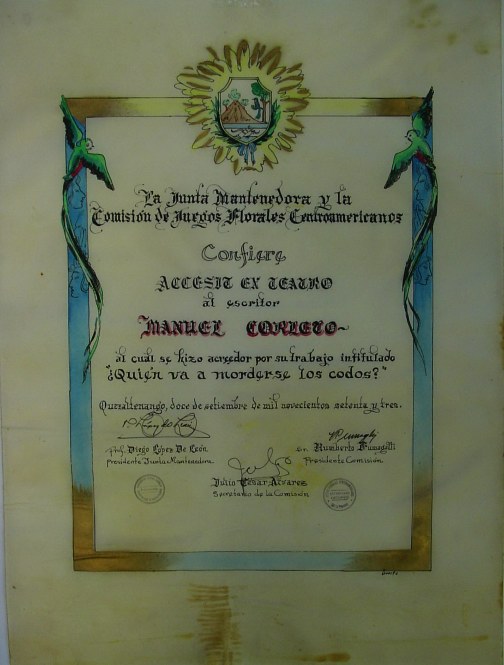 La Junta Mantenedora y la
Comisión de Juegos Florales Centroamericanos
Confiere
ACCESIT EN TEATRO
al escritor
MANUEL CORLETO
al cual se hizo acreedor por su trabajo intitulado
"¿Quién va a morderse los codos?"
Quezaltenango, doce de setiembre de mil novecientos setenta y tres.
Prof. Diego López De León
Presidente Junta Mantenedora
Lic. Humberto
Presidente Comisión
Julio César Alvarez
Secretario de la Comisión